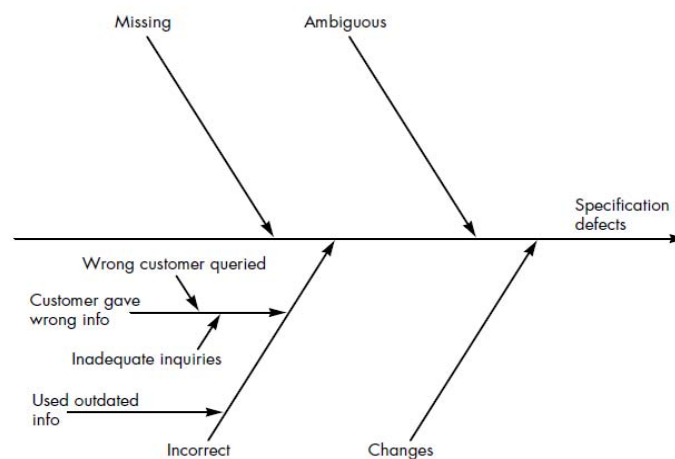 Missing
Ambiguous
Specification
defects
Wrong customer queried
Customer gave
wrong info
Inadequate inquiries
Used outdated
info
Incorrect
Changes